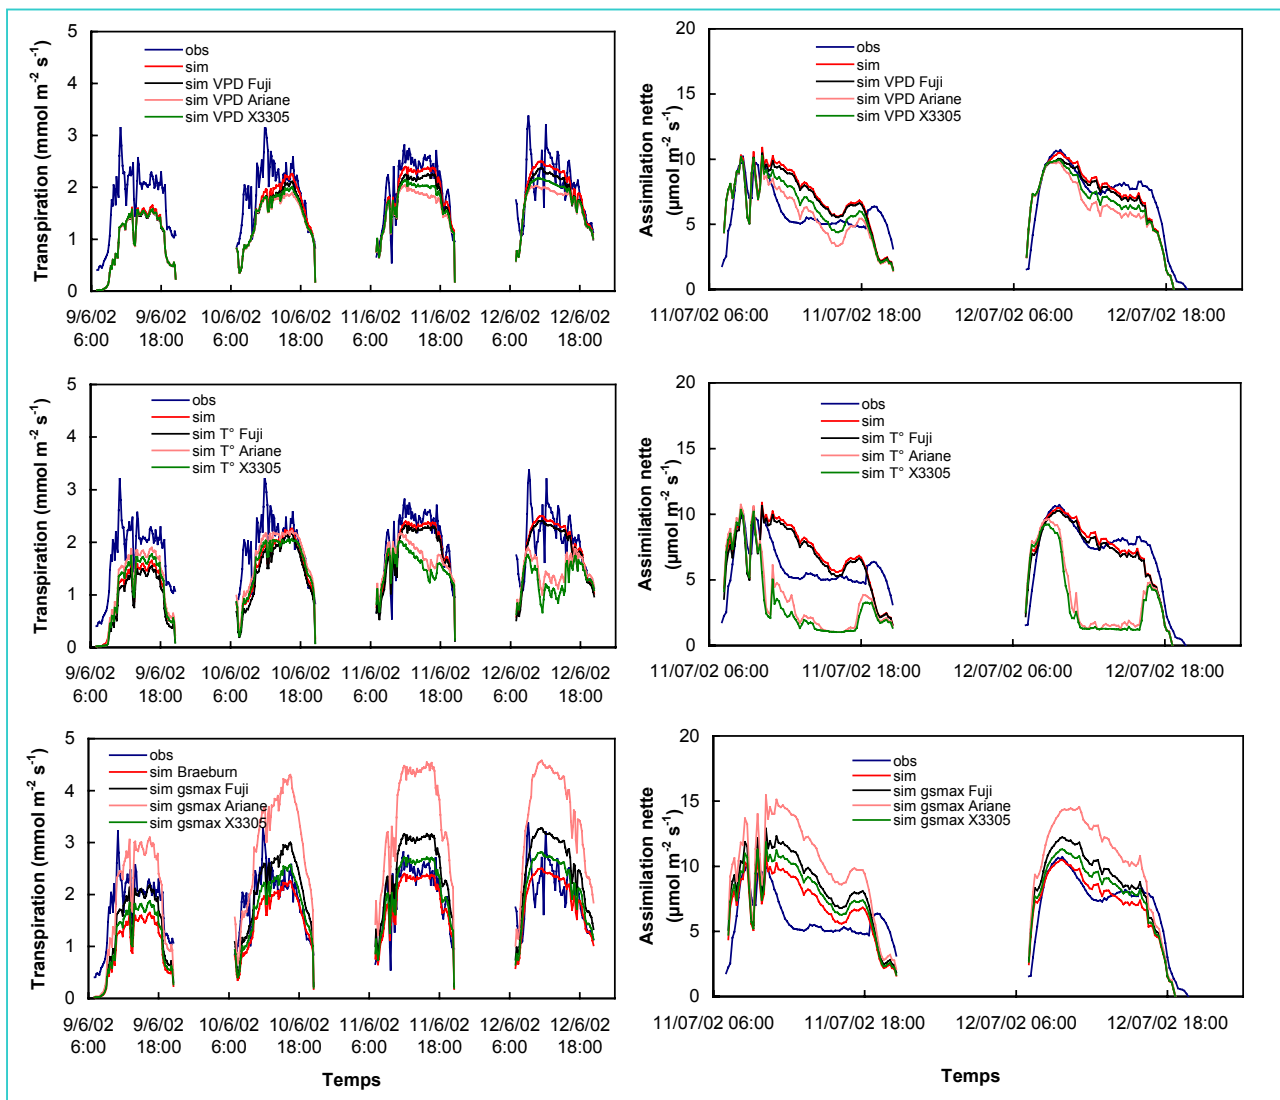 5
4
3
2
1
0
Transpiration (mmol m-2 s-1)
obs
sim
sim VPD Fuji
sim VPD Ariane
sim VPD X3305
9/6/02 9/6/02 10/6/02 10/6/02 11/6/02 11/6/02 12/6/02 12/6/02
6:00 18:00 6:00 18:00 6:00 18:00 6:00 18:00
20
15
10
5
0
Assimilation nette
(µmol m-2 s-1)
obs
sim
sim VPD Fuji
sim VPD Ariane
sim VPD X3305
11/07/02 06:00 11/07/02 18:00 12/07/02 06:00 12/07/02 18:00
5
4
3
2
1
0
Transpiration (mmol m-2 s-1)
obs
sim
sim T° Fuji
sim T° Ariane
sim T° X3305
9/6/02 9/6/02 10/6/02 10/6/02 11/6/02 11/6/02 12/6/02 12/6/02
6:00 18:00 6:00 18:00 6:00 18:00 6:00 18:00
20
15
10
5
0
Assimilation nette
(µmol m-2 s-1)
obs
sim
sim T° Fuji
sim T° Ariane
sim T° X3305
11/07/02 06:00 11/07/02 18:00 12/07/02 06:00 12/07/02 18:00
5
4
3
2
1
0
Transpiration (mmol m-2 s-1)
obs
sim Braeburn
sim gsmax Fuji
sim gsmax Ariane
sim gsmax X3305
9/6/02 9/6/02 10/6/02 10/6/02 11/6/02 11/6/02 12/6/02 12/6/02
6:00 18:00 6:00 18:00 6:00 18:00 6:00 18:00
Temps
20
15
10
5
0
Assimilation nette
(µmol m-2 s-1)
obs
sim
sim gsmax Fuji
sim gsmax Ariane
sim gsmax X3305
11/07/02 06:00 11/07/02 18:00 12/07/02 06:00 12/07/02 18:00
Temps